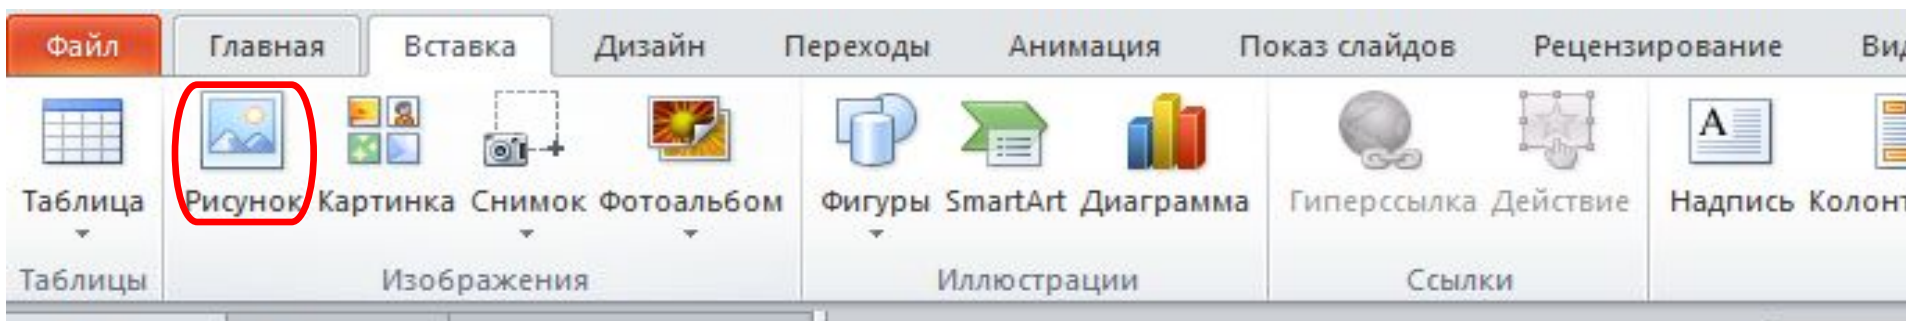 Файл Главная Вставка Дизайн Переходы Анимация Показ слайдов Рецензирование
Таблица Рисунок Картинка Снимок Фотоальбом Фигуры SmartArt Диаграмма Гиперссылка Действие A Надпись
Таблицы Изображения Иллюстрации Ссылки